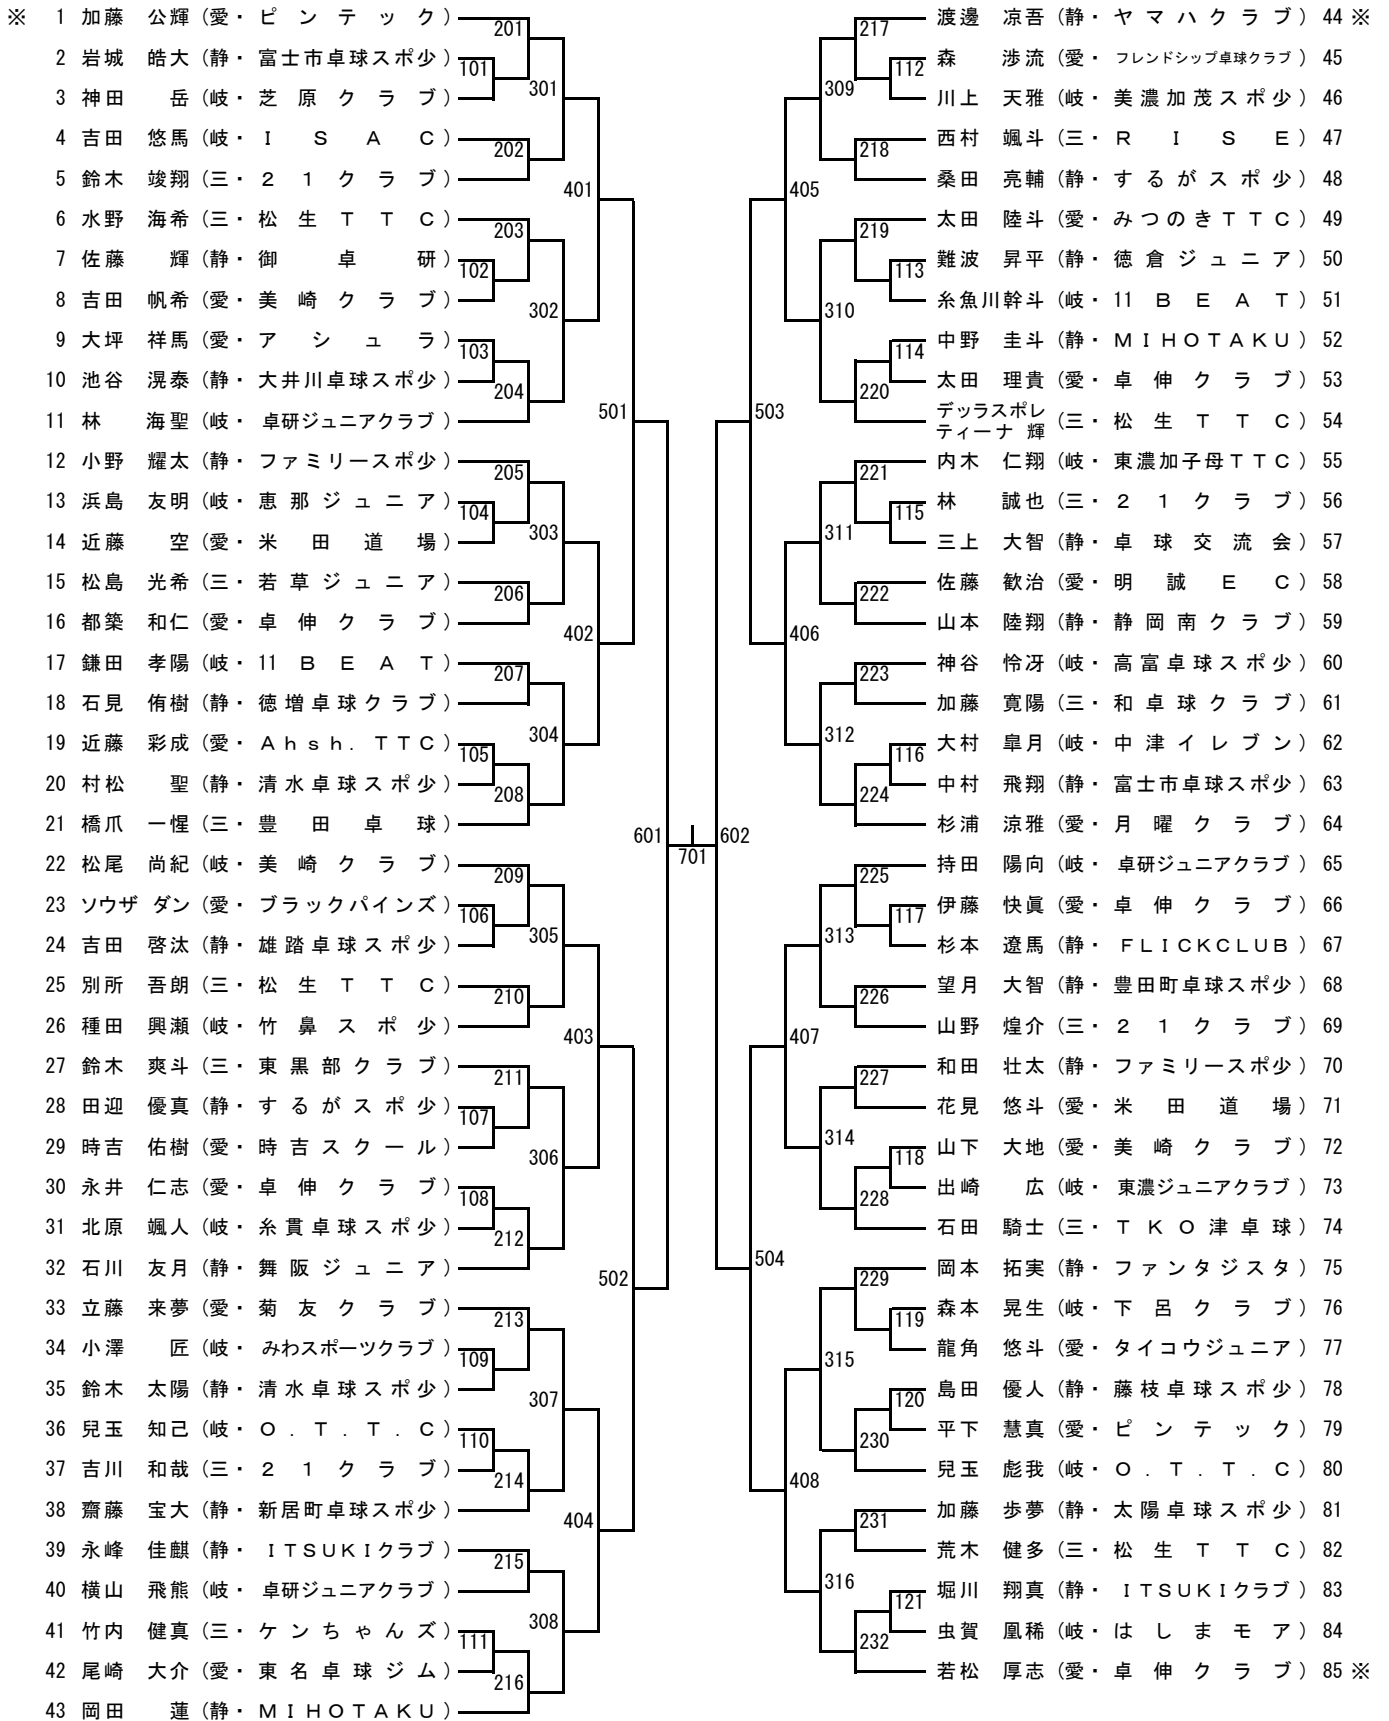 ※ 1 加藤 公輝 (愛・ピンテック)
2 岩城 皓大 (静・富士市卓球スポ少)
3 神田 岳 (岐・芝原クラブ)
4 吉田 悠馬 (岐・ISAC)
5 鈴木 竣翔 (三・21クラブ)
6 水野 海希 (三・松生TTC)
7 佐藤 輝 (静・御卓研)
8 吉田 帆希 (愛・美崎クラブ)
9 大坪 祥馬 (愛・アシュラ)
10 池谷 滉泰 (静・大井川卓球スポ少)
11 林 海聖 (岐・卓研ジュニアクラブ)
12 小野 耀太 (静・ファミリースポ少)
13 浜島 友明 (岐・恵那ジュニア)
14 近藤 空 (愛・米田道場)
15 松島 光希 (三・若草ジュニア)
16 都築 和仁 (愛・卓伸クラブ)
17 鎌田 孝陽 (岐・11BEAT)
18 石見 侑樹 (静・徳増卓球クラブ)
19 近藤 彩成 (愛・Ahsh.TTC)
20 村松 聖 (静・清水卓球スポ少)
21 橋爪 一惺 (三・豊田卓球)
22 松尾 尚紀 (岐・美崎クラブ)
23 ソウザ ダン (愛・ブラックパインズ)
24 吉田 啓汰 (静・雄踏卓球スポ少)
25 別所 吾朗 (三・松生TTC)
26 種田 興瀬 (岐・竹鼻スポ少)
27 鈴木 爽斗 (三・東黒部クラブ)
28 田迎 優真 (静・するがスポ少)
29 時吉 佑樹 (愛・時吉スクール)
30 永井 仁志 (愛・卓伸クラブ)
31 北原 颯人 (岐・糸貫卓球スポ少)
32 石川 友月 (静・舞阪ジュニア)
33 立藤 来夢 (愛・菊友クラブ)
34 小澤 匠 (岐・みわスポーツクラブ)
35 鈴木 太陽 (静・清水卓球スポ少)
36 兒玉 知己 (岐・O.T.T.C)
37 吉川 和哉 (三・21クラブ)
38 齋藤 宝大 (静・新居町卓球スポ少)
39 永峰 佳麒 (静・ITSUKIクラブ)
40 横山 飛熊 (岐・卓研ジュニアクラブ)
41 竹内 健真 (三・ケンちゃんズ)
42 尾崎 大介 (愛・東名卓球ジム)
43 岡田 蓮 (静・MIHOTAKU)
101
102
103
104
105
106
107
108
109
110
111
201
202
203
204
205
206
207
208
209
210
211
212
213
214
215
216
301
302
303
304
305
306
307
308
401
402
403
404
501
502
601
701
602
503
504
405
406
407
408
309
310
311
312
313
314
315
316
217
218
219
220
221
222
223
224
225
226
227
228
229
230
231
232
112
113
114
115
116
117
118
119
120
121
渡邊 凉吾 (静・ヤマハクラブ) 44 ※
森 渉流 (愛・フレンドシップ卓球クラブ) 45
川上 天雅 (岐・美濃加茂スポ少) 46
西村 颯斗 (三・RISE) 47
桑田 亮輔 (静・するがスポ少) 48
太田 陸斗 (愛・みつのきTTC) 49
難波 昇平 (静・徳倉ジュニア) 50
糸魚川幹斗 (岐・11BEAT) 51
中野 圭斗 (静・MIHOTAKU) 52
太田 理貴 (愛・卓伸クラブ) 53
デッラスポレ
ティーナ 輝 (三・松生TTC) 54
内木 仁翔 (岐・東濃加子母TTC) 55
林 誠也 (三・21クラブ) 56
三上 大智 (静・卓球交流会) 57
佐藤 歓治 (愛・明誠EC) 58
山本 陸翔 (静・静岡南クラブ) 59
神谷 怜冴 (岐・高富卓球スポ少) 60
加藤 寛陽 (三・和卓球クラブ) 61
大村 皐月 (岐・中津イレブン) 62
中村 飛翔 (静・富士市卓球スポ少) 63
杉浦 涼雅 (愛・月曜クラブ) 64
持田 陽向 (岐・卓研ジュニアクラブ) 65
伊藤 快眞 (愛・卓伸クラブ) 66
杉本 遼馬 (静・FLICKCLUB) 67
望月 大智 (静・豊田町卓球スポ少) 68
山野 煌介 (三・21クラブ) 69
和田 壮太 (静・ファミリースポ少) 70
花見 悠斗 (愛・米田道場) 71
山下 大地 (愛・美崎クラブ) 72
出崎 広 (岐・東濃ジュニアクラブ) 73
石田 騎士 (三・TKO津卓球) 74
岡本 拓実 (静・ファンタジスタ) 75
森本 晃生 (岐・下呂クラブ) 76
龍角 悠斗 (愛・タイコウジュニア) 77
島田 優人 (静・藤枝卓球スポ少) 78
平下 慧真 (愛・ピンテック) 79
兒玉 彪我 (岐・O.T.T.C) 80
加藤 歩夢 (静・太陽卓球スポ少) 81
荒木 健多 (三・松生TTC) 82
堀川 翔真 (静・ITSUKIクラブ) 83
虫賀 凰稀 (岐・はしまモア) 84
若松 厚志 (愛・卓伸クラブ) 85 ※